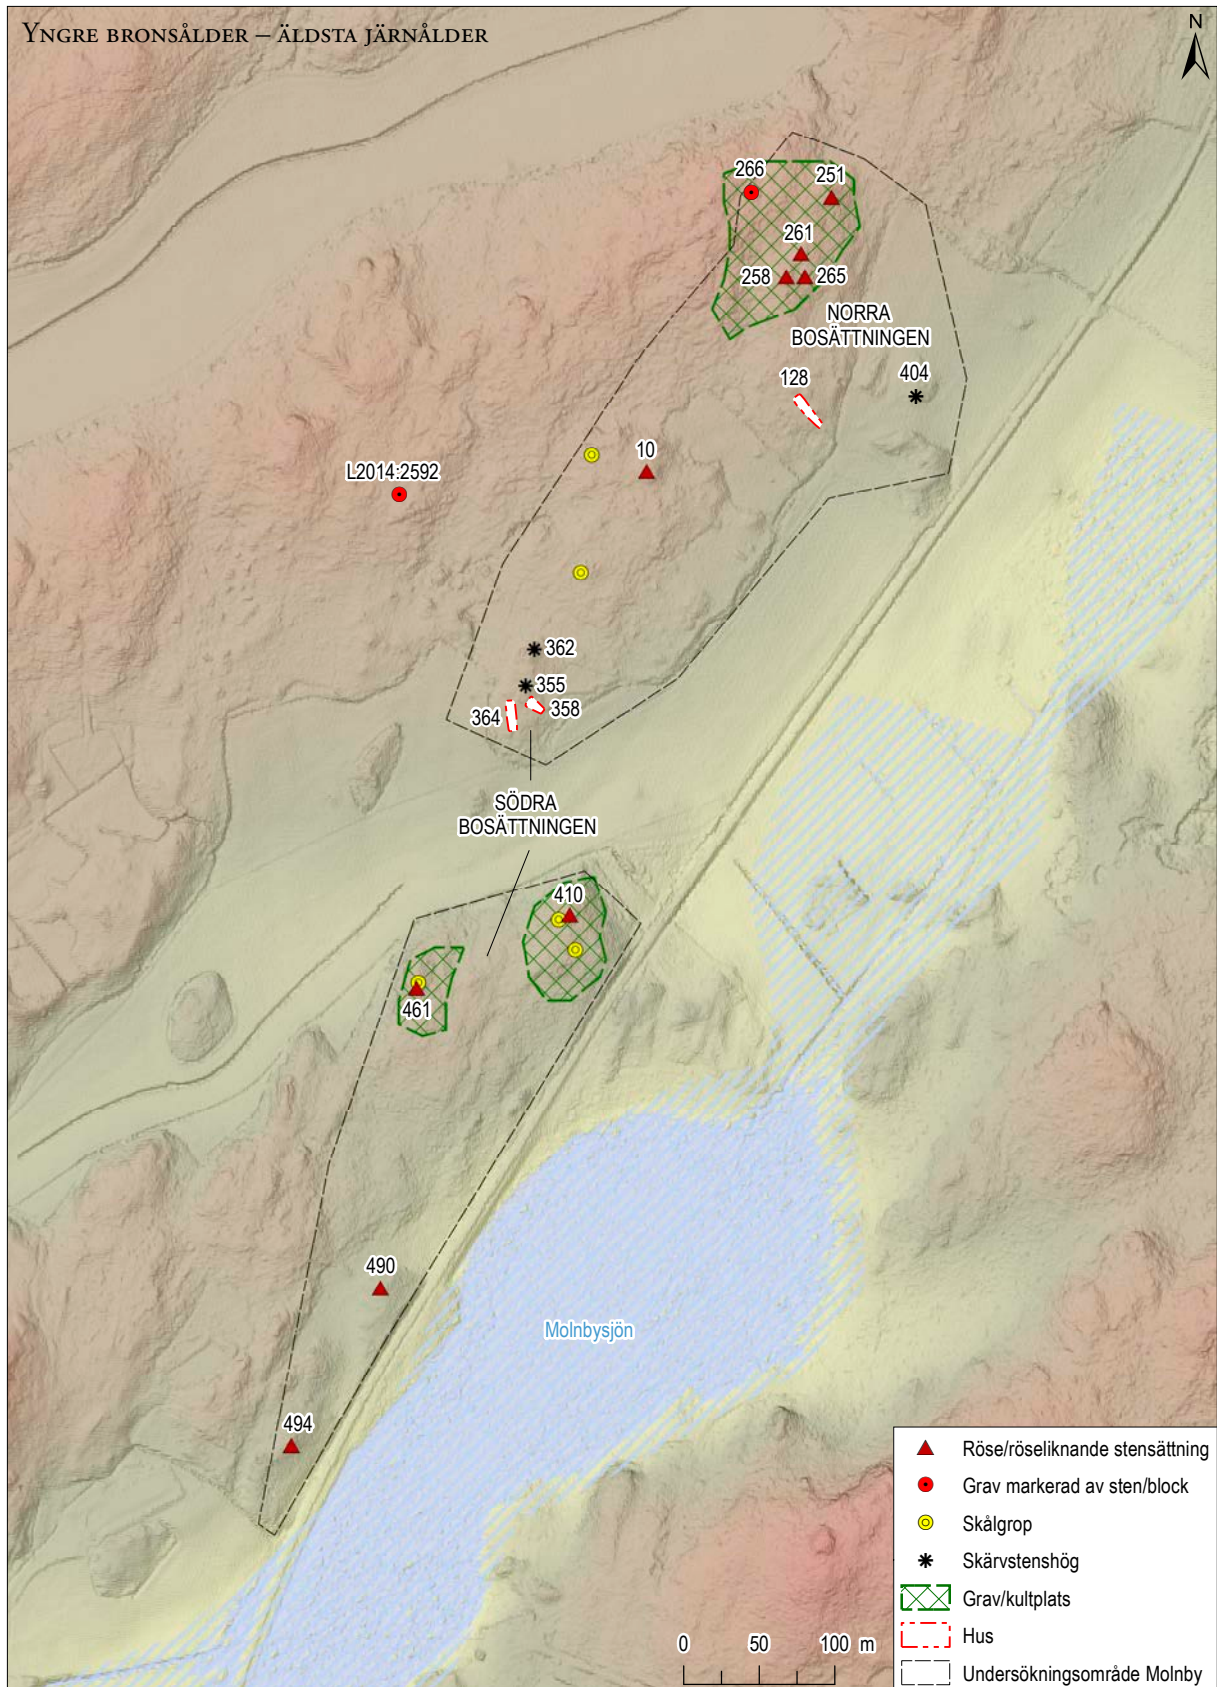 Yngre bronsålder – äldsta järnålder
N
266
251
261
258
265
NORRA
BOSÄTTNINGEN
128
404
10
L2014:2592
362
355
358
364
SÖDRA
BOSÄTTNINGEN
410
461
490
Molnbysjön
494
Röse/röseliknande stensättning
Grav markerad av sten/block
Skålgrop
Skärvstenshög
Grav/kultplats
Hus
Undersökningsområde Molnby
0 50 100 m